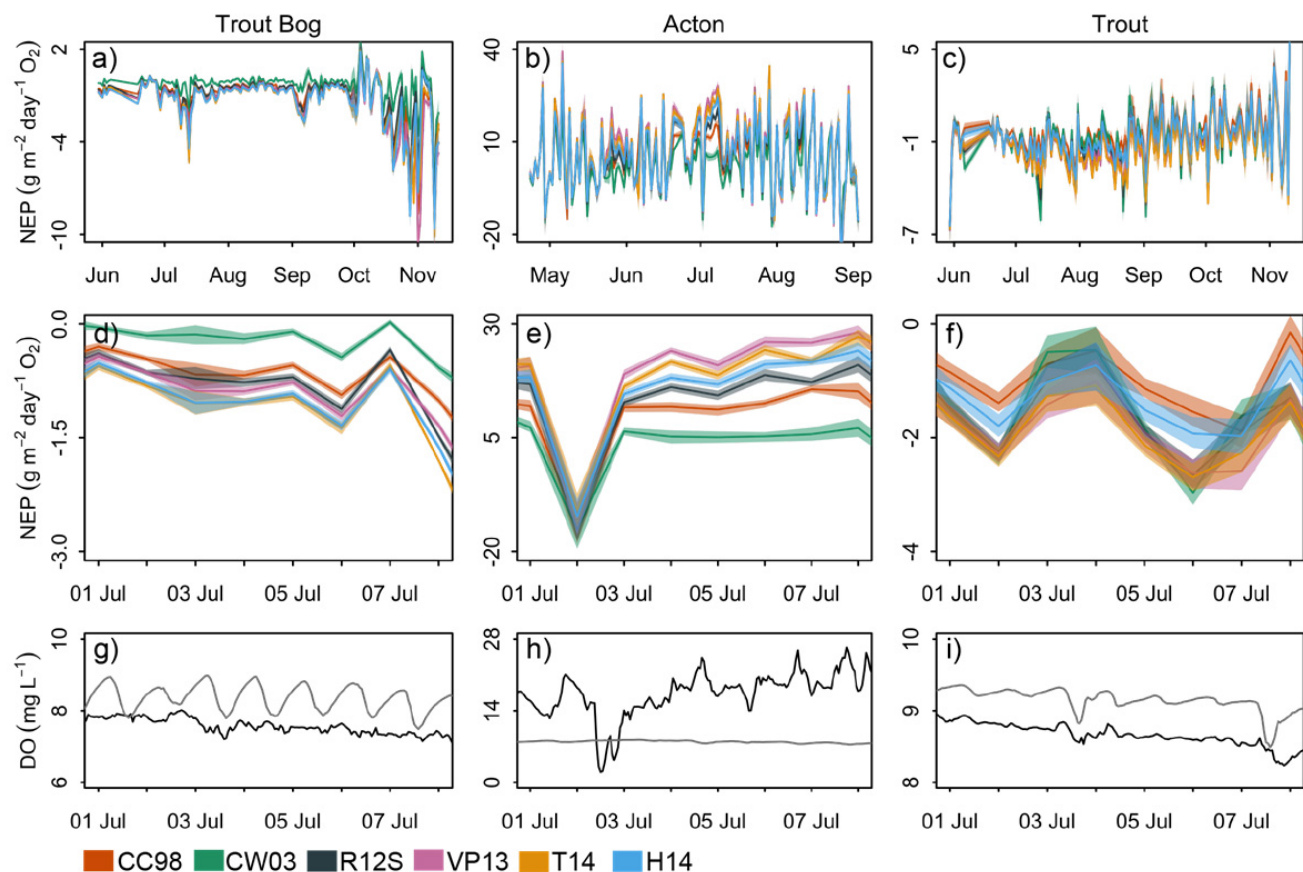 Trout Bog Acton Trout
a) b) c)
NEP (g m⁻² day⁻¹ O₂)
2 -4 -10
40 10 -20
5 -1 -7
Jun Jul Aug Sep Oct Nov May Jun Jul Aug Sep Jun Jul Aug Sep Oct Nov
d) e) f)
NEP (g m⁻² day⁻¹ O₂)
0.0 -1.5 -3.0
30 5 -20
0 -2 -4
01 Jul 03 Jul 05 Jul 07 Jul 01 Jul 03 Jul 05 Jul 07 Jul 01 Jul 03 Jul 05 Jul 07 Jul
g) h) i)
DO (mg L⁻¹)
10 8 6
28 14 0
10 9 8
01 Jul 03 Jul 05 Jul 07 Jul 01 Jul 03 Jul 05 Jul 07 Jul 01 Jul 03 Jul 05 Jul 07 Jul
CC98 CW03 R12S VP13 T14 H14